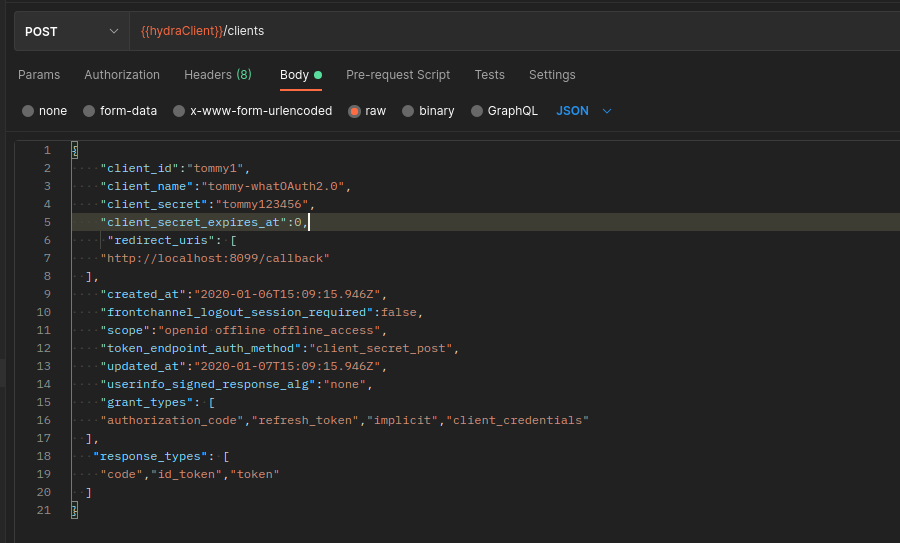 POST {{hydraClient}}/clients
Params Authorization Headers (8) Body Pre-request Script Tests Settings
none form-data x-www-form-urlencoded raw binary GraphQL JSON
1 {
2 "client_id":"tommy1",
3 "client_name":"tommy-whatOAuth2.0",
4 "client_secret":"tommy123456",
5 "client_secret_expires_at":0,
6 "redirect_uris": [
7 "http://localhost:8099/callback"
8 ],
9 "created_at":"2020-01-06T15:09:15.946Z",
10 "frontchannel_logout_session_required":false,
11 "scope":"openid offline offline_access",
12 "token_endpoint_auth_method":"client_secret_post",
13 "updated_at":"2020-01-07T15:09:15.946Z",
14 "userinfo_signed_response_alg":"none",
15 "grant_types": [
16 "authorization_code","refresh_token","implicit","client_credentials"
17 ],
18 "response_types": [
19 "code","id_token","token"
20 ]
21 }